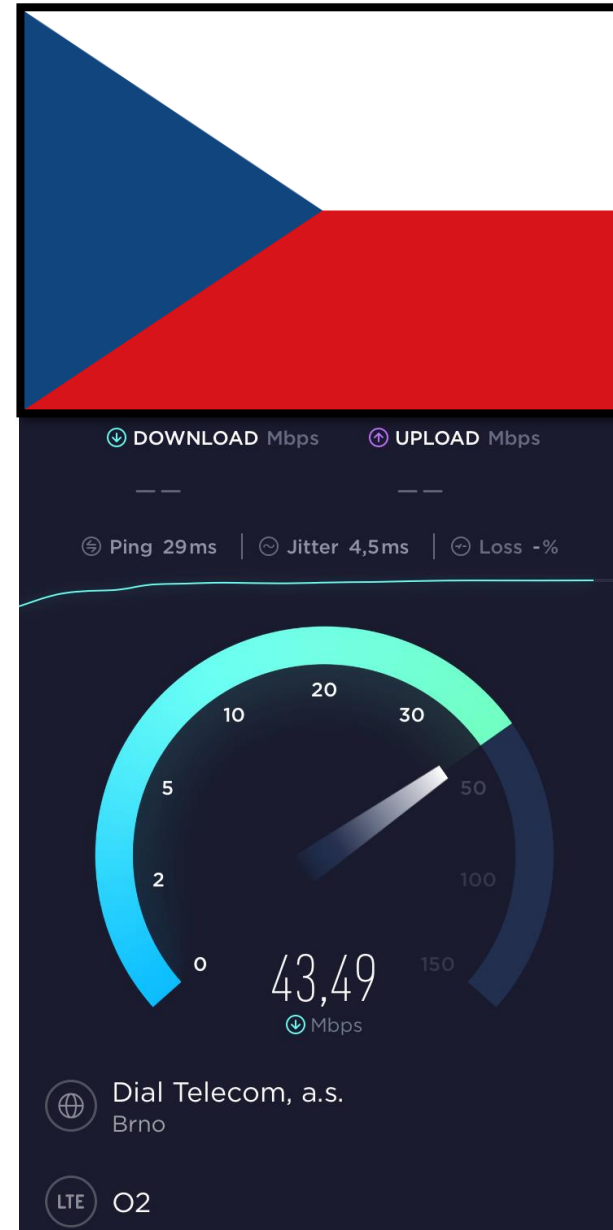 DOWNLOAD Mbps UPLOAD Mbps
— — — —
Ping 29ms Jitter 4,5ms Loss -%
20
10 30
5 50
2 100
0 150
43,49
Mbps
Dial Telecom, a.s.
Brno
LTE O2